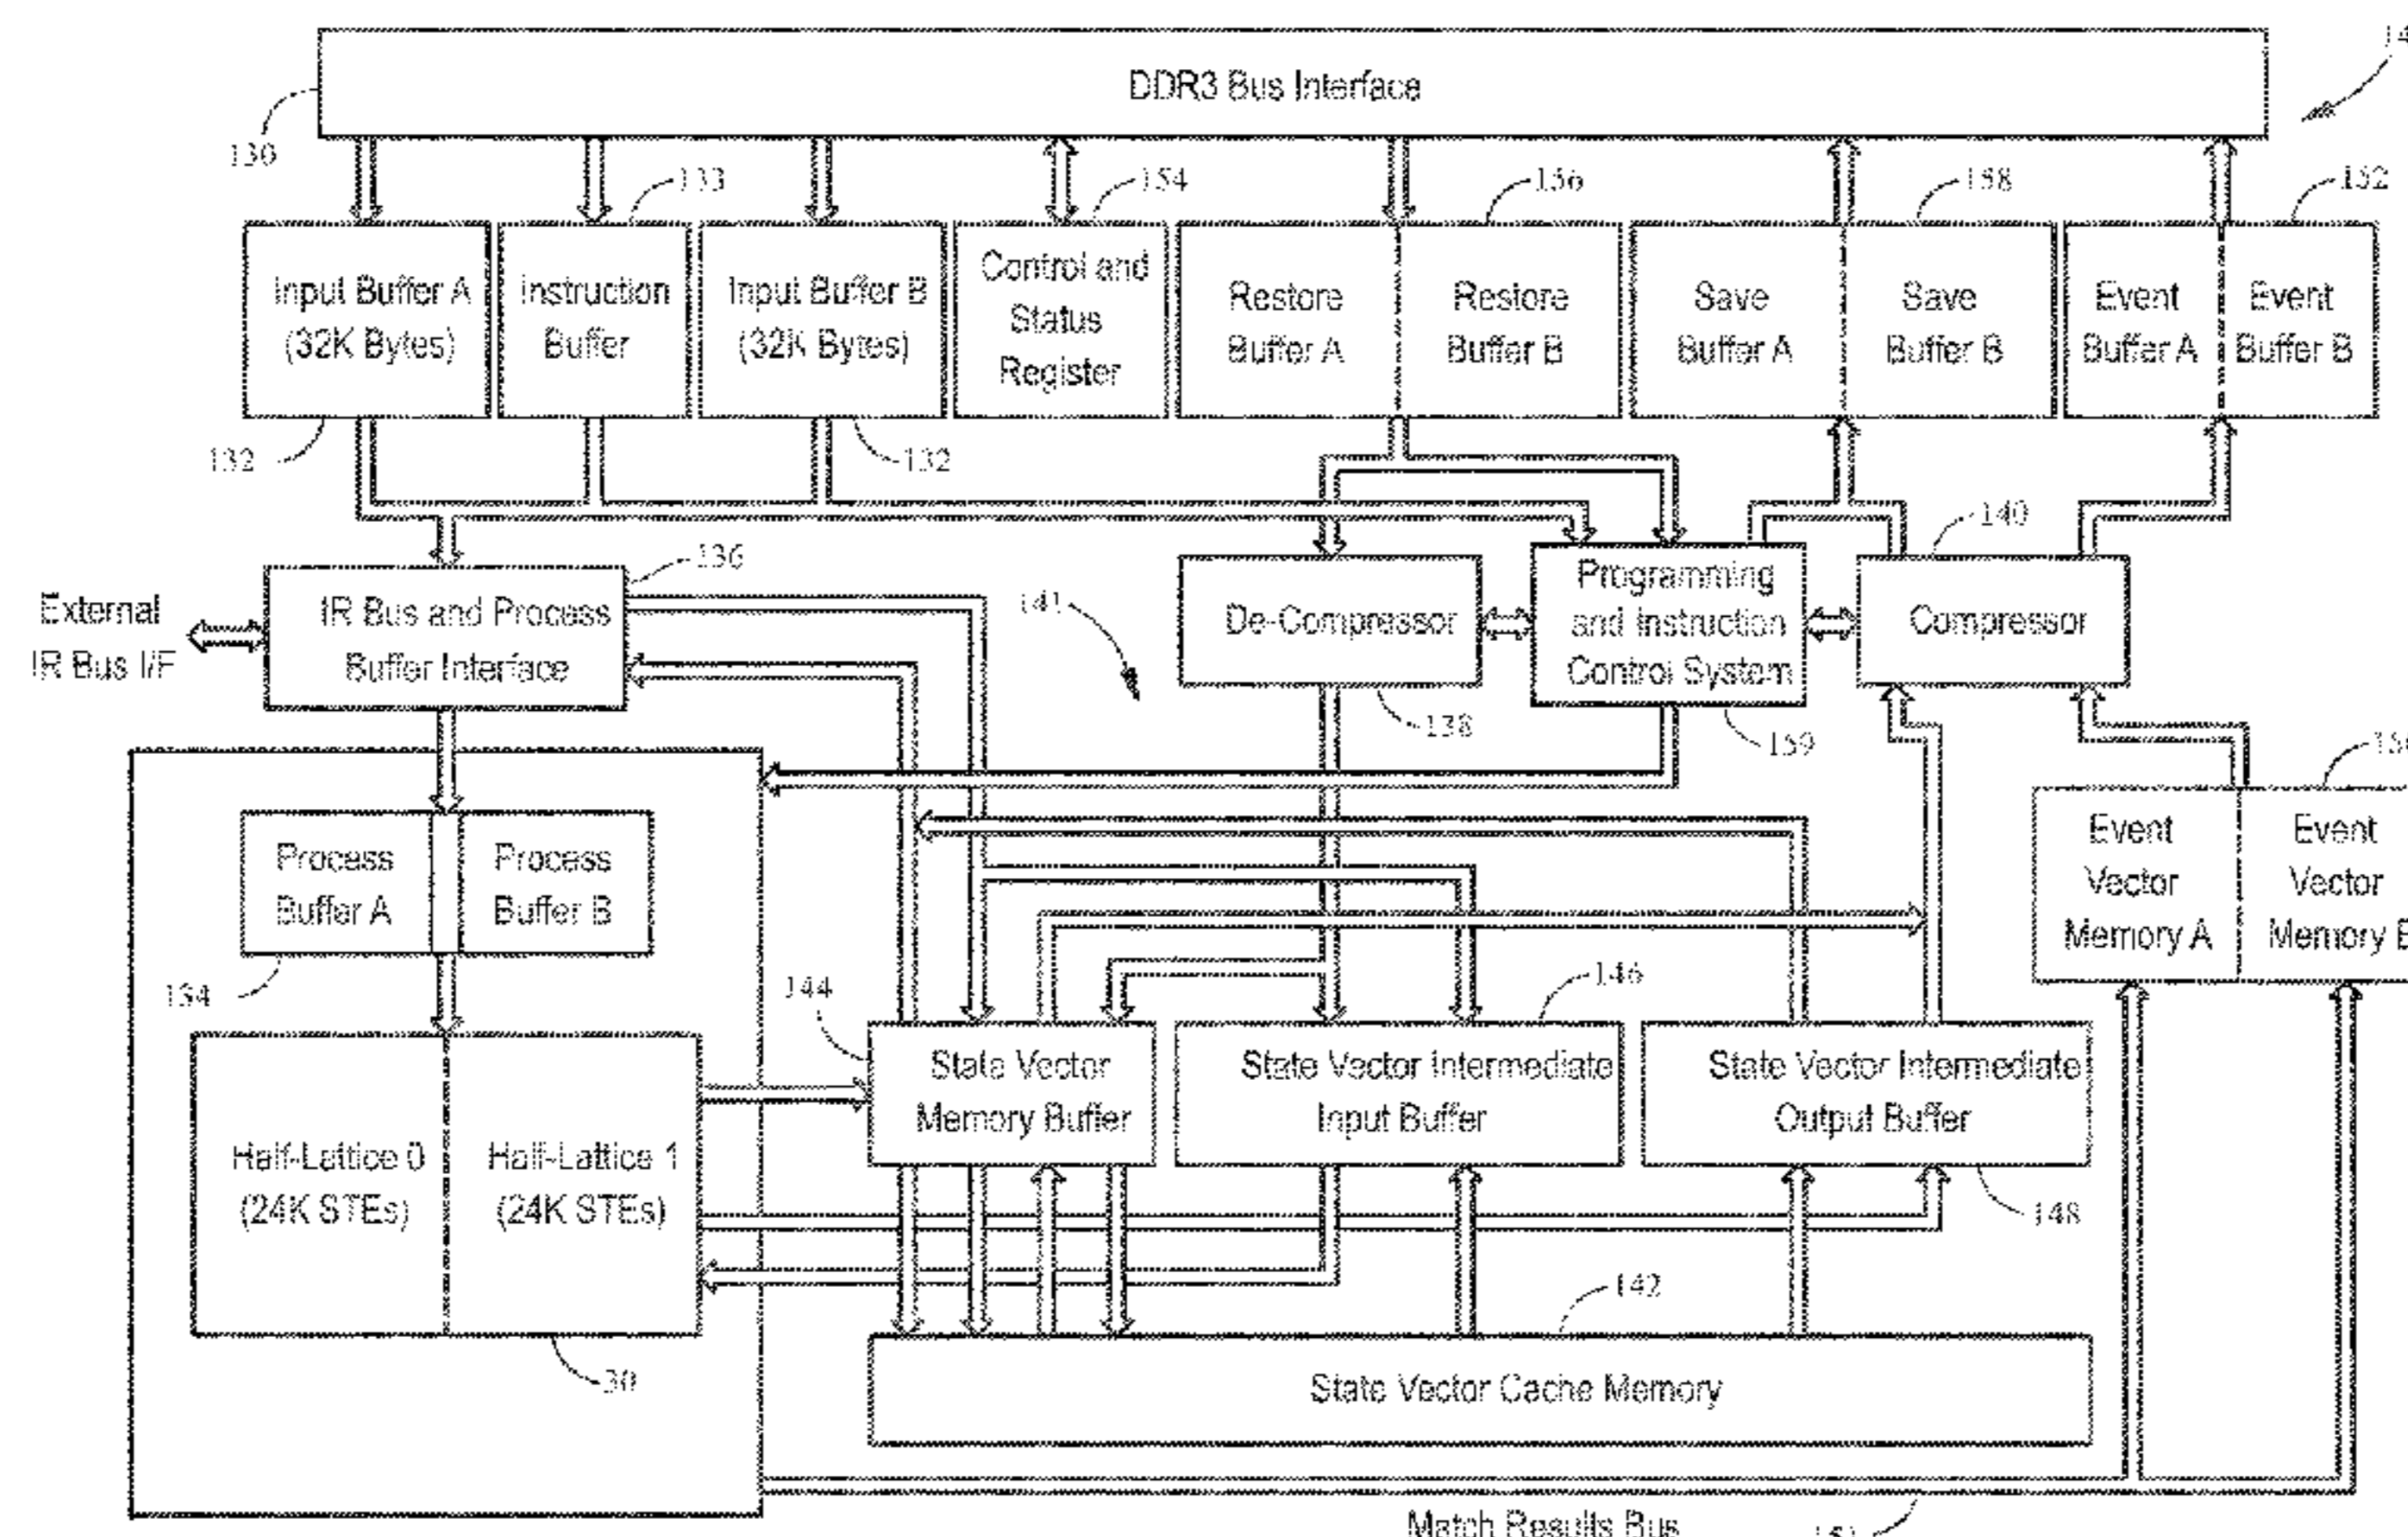 DDR3 Bus Interface
130
133
154
156
158
152
Input Buffer A
(32K Bytes)
Instruction
Buffer
Input Buffer B
(32K Bytes)
Control and
Status
Register
Restore
Buffer A
Restore
Buffer B
Save
Buffer A
Save
Buffer B
Event
Buffer A
Event
Buffer B
132
132
136
140
External
IR Bus I/F
IR Bus and Process
Buffer Interface
141
De-Compressor
Programming
and Instruction
Control System
Compressor
138
159
Process
Buffer A
Process
Buffer B
Event
Vector
Memory A
Event
Vector
Memory B
134
144
146
State Vector
Memory Buffer
State Vector Intermediate
Input Buffer
State Vector Intermediate
Output Buffer
Half-Lattice 0
(24K STEs)
Half-Lattice 1
(24K STEs)
148
142
30
State Vector Cache Memory
Match Results Bus